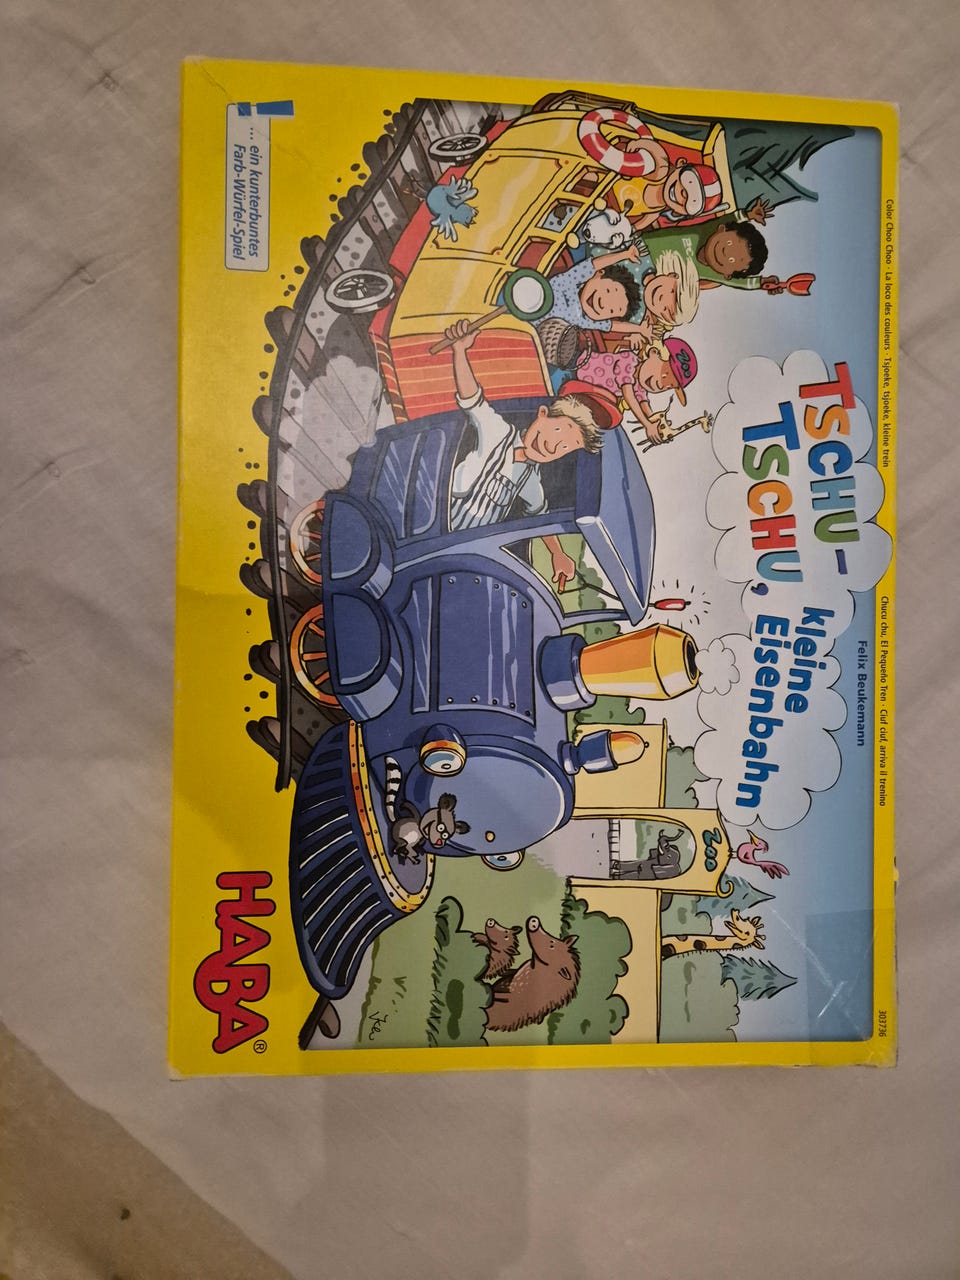 Color Choo Choo · La loco des couleurs · Tsjoeke, tsjoeke, kleine trein
Chucu chu, El Pequeño Tren · Ciuf ciuf, arriva il trenino
303736
Felix Beukemann
TSCHU-
TSCHU, kleine
Eisenbahn
ZOO
ZOO
... ein kunterbuntes
Farb-Würfel-Spiel
HABA®